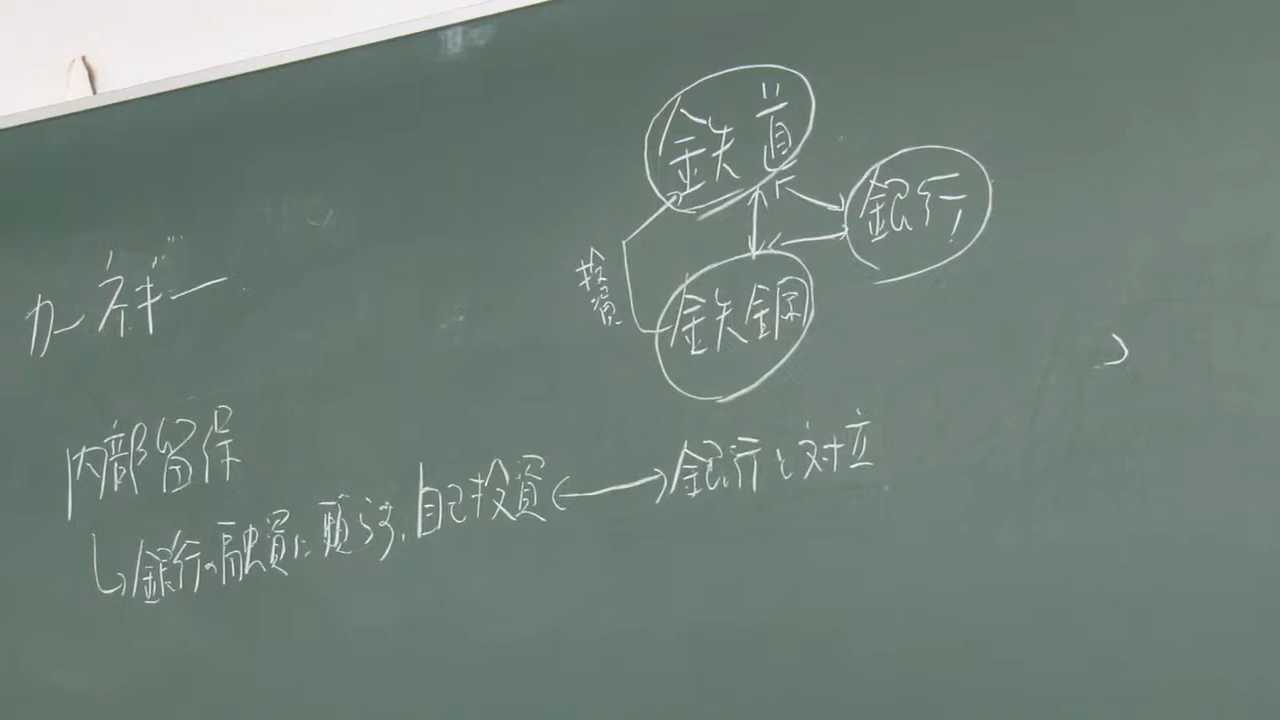 鉄道
銀行
投資
鉄鋼
カーネギー
内部留保
↳銀行の融資に頼らず、自己投資⟷銀行と対立